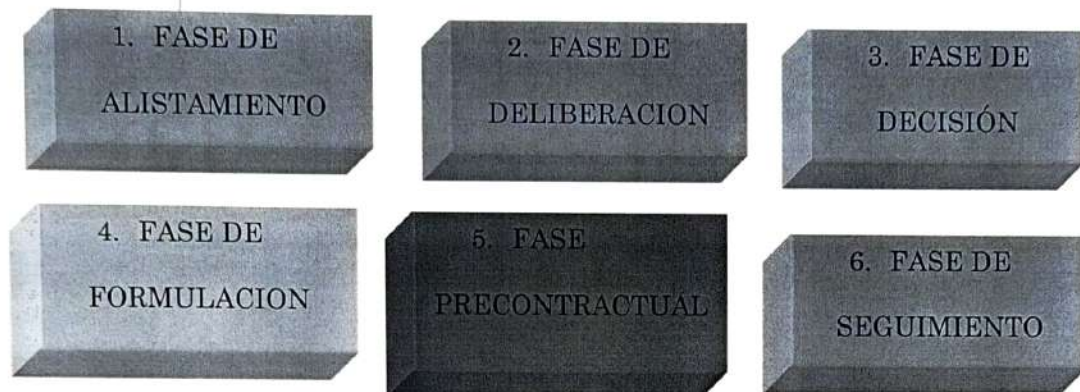 1. FASE DE
ALISTAMIENTO
2. FASE DE
DELIBERACION
3. FASE DE
DECISIÓN
4. FASE DE
FORMULACION
5. FASE
PRECONTRACTUAL
6. FASE DE
SEGUIMIENTO